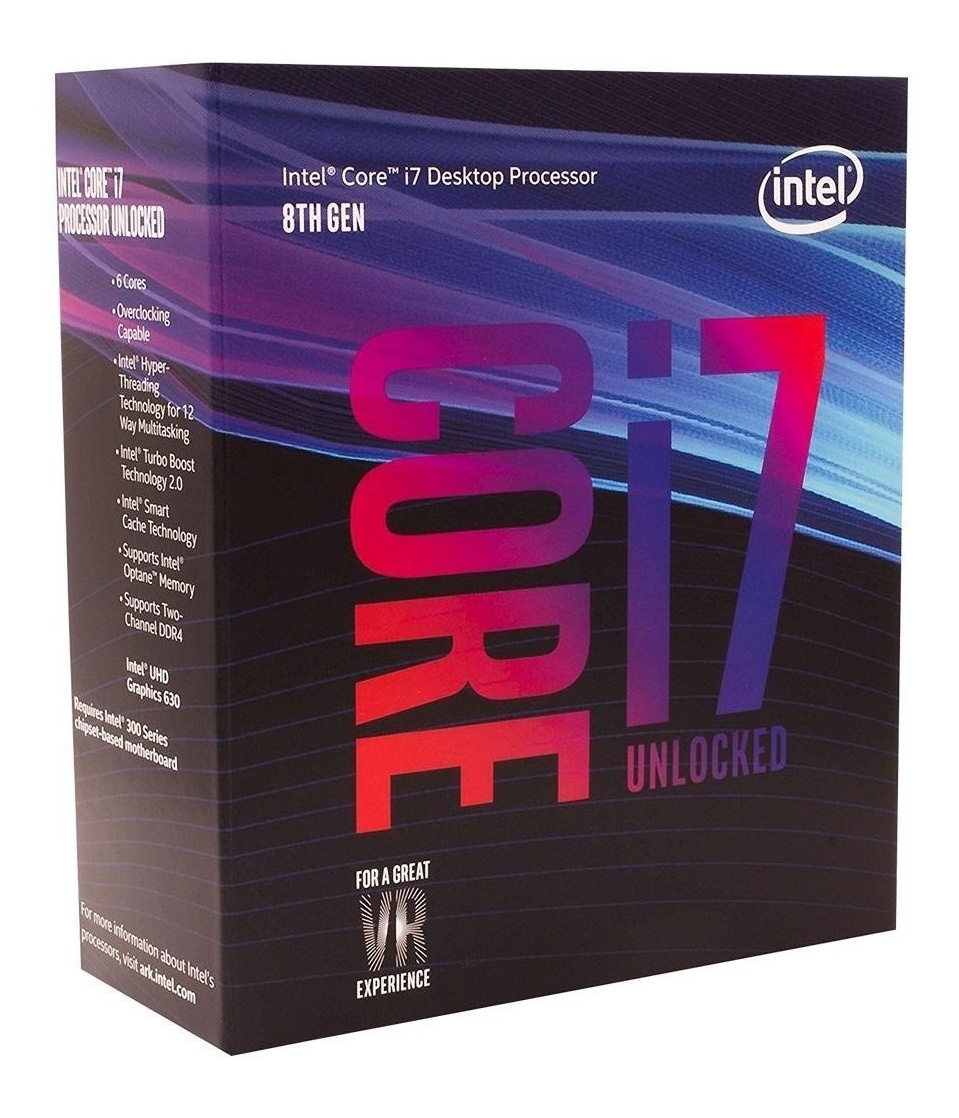 INTEL® CORE™ i7
PROCESSOR UNLOCKED
• 6 Cores
• Overclocking
Capable
• Intel® Hyper-
Threading
Technology for 12
Way Multitasking
• Intel® Turbo Boost
Technology 2.0
• Intel® Smart
Cache Technology
• Supports Intel®
Optane™ Memory
• Supports Two-
Channel DDR4
Intel® UHD
Graphics 630
Requires Intel® 300 Series
chipset-based motherboard
For more information about Intel's
processors, visit ark.intel.com
Intel® Core™ i7 Desktop Processor
8TH GEN
intel®
CORE
i7
UNLOCKED
FOR A GREAT
VR
EXPERIENCE